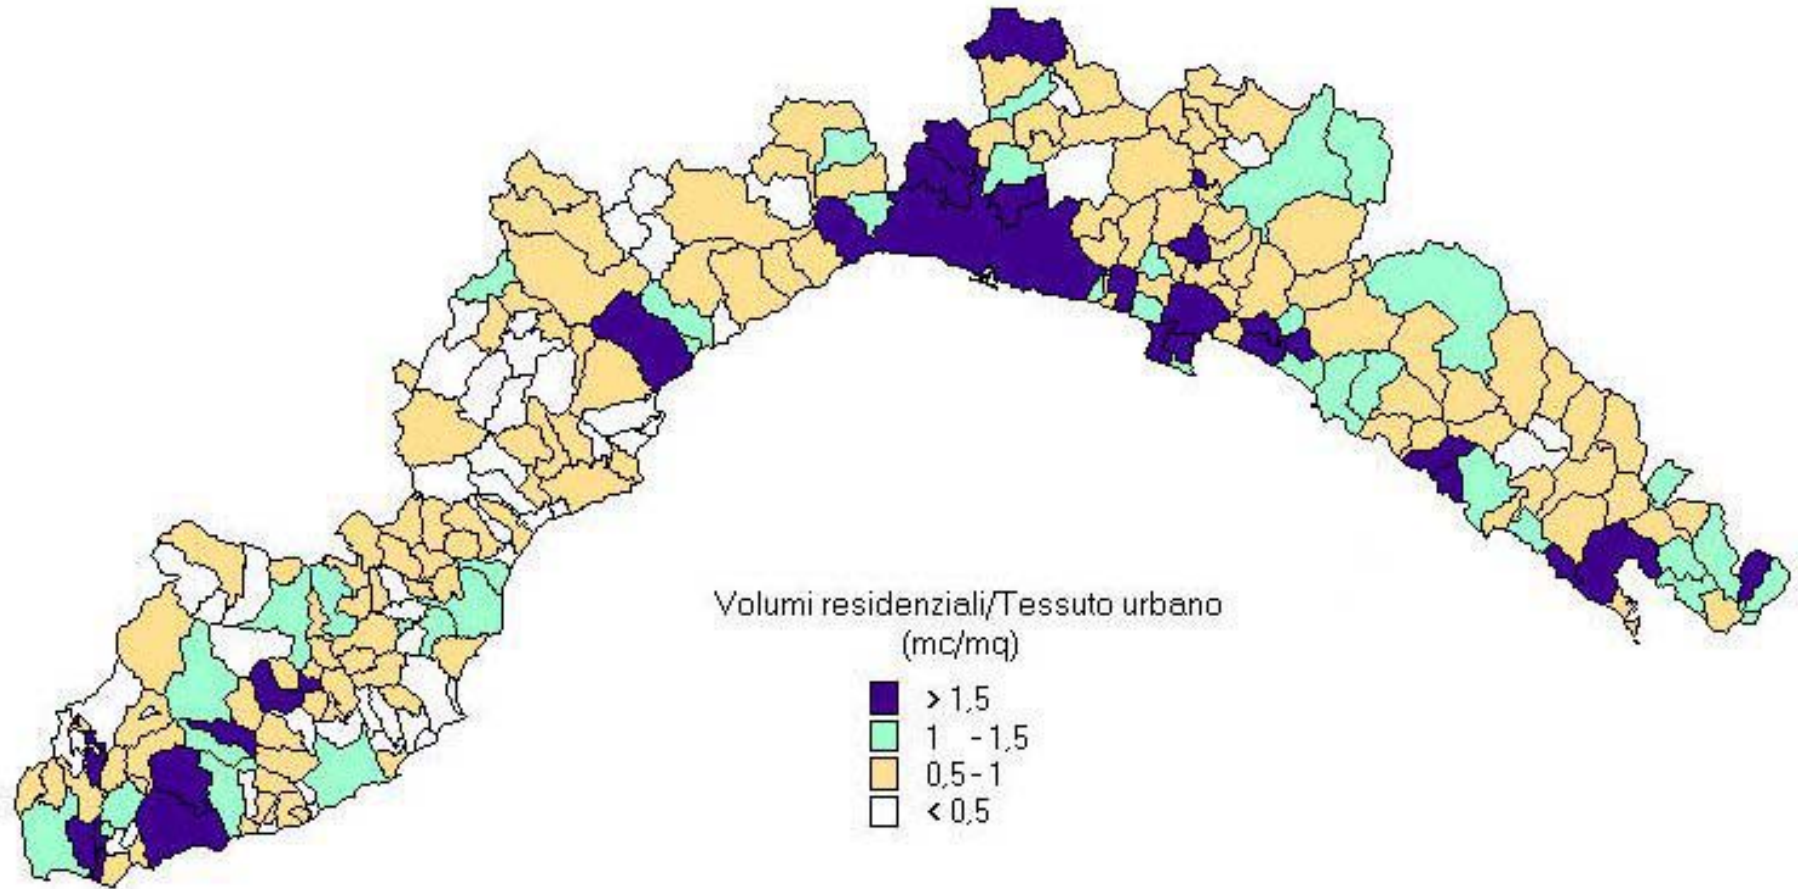 Volumi residenziali/Tessuto urbano
(mc/mq)
> 1,5
1 - 1,5
0,5 - 1
< 0,5